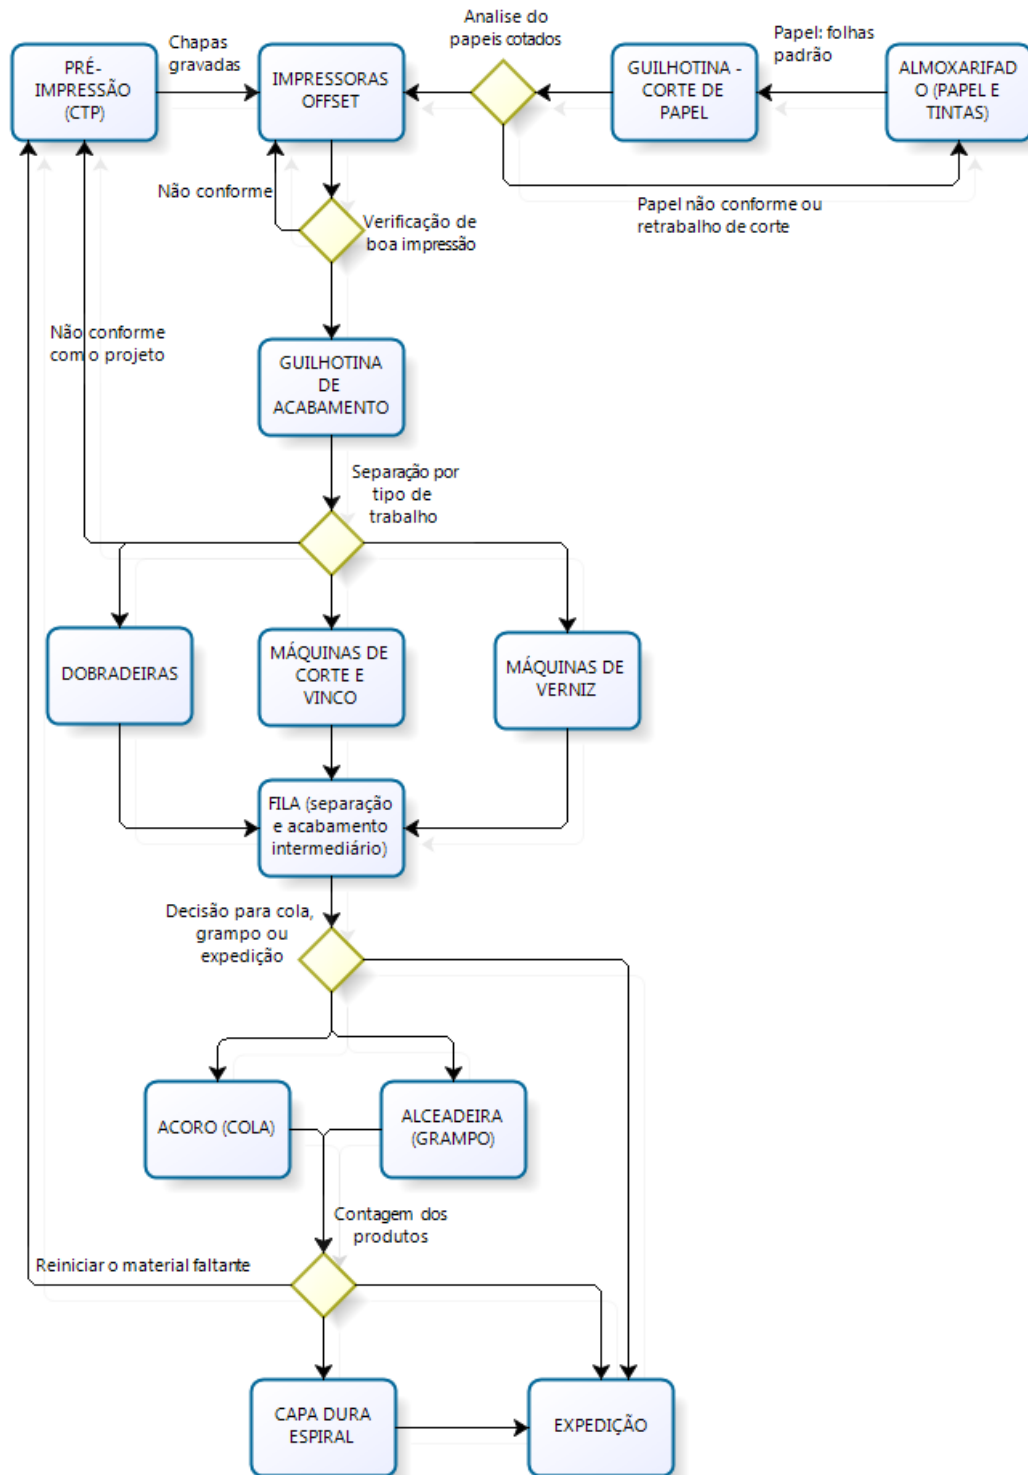 Analise do
papeis cotados
Chapas
gravadas
Papel: folhas
padrão
PRÉ-
IMPRESSÃO
(CTP)
IMPRESSORAS
OFFSET
GUILHOTINA -
CORTE DE
PAPEL
ALMOXARIFAD
O (PAPEL E
TINTAS)
Não conforme
Verificação de
boa impressão
Papel não conforme ou
retrabalho de corte
Não conforme
com o projeto
GUILHOTINA
DE
ACABAMENTO
Separação por
tipo de
trabalho
DOBRADEIRAS
MÁQUINAS DE
CORTE E
VINCO
MÁQUINAS DE
VERNIZ
FILA (separação
e acabamento
intermediário)
Decisão para cola,
grampo ou
expedição
ACORO (COLA)
ALCEADEIRA
(GRAMPO)
Contagem dos
produtos
Reiniciar o material faltante
CAPA DURA
ESPIRAL
EXPEDIÇÃO